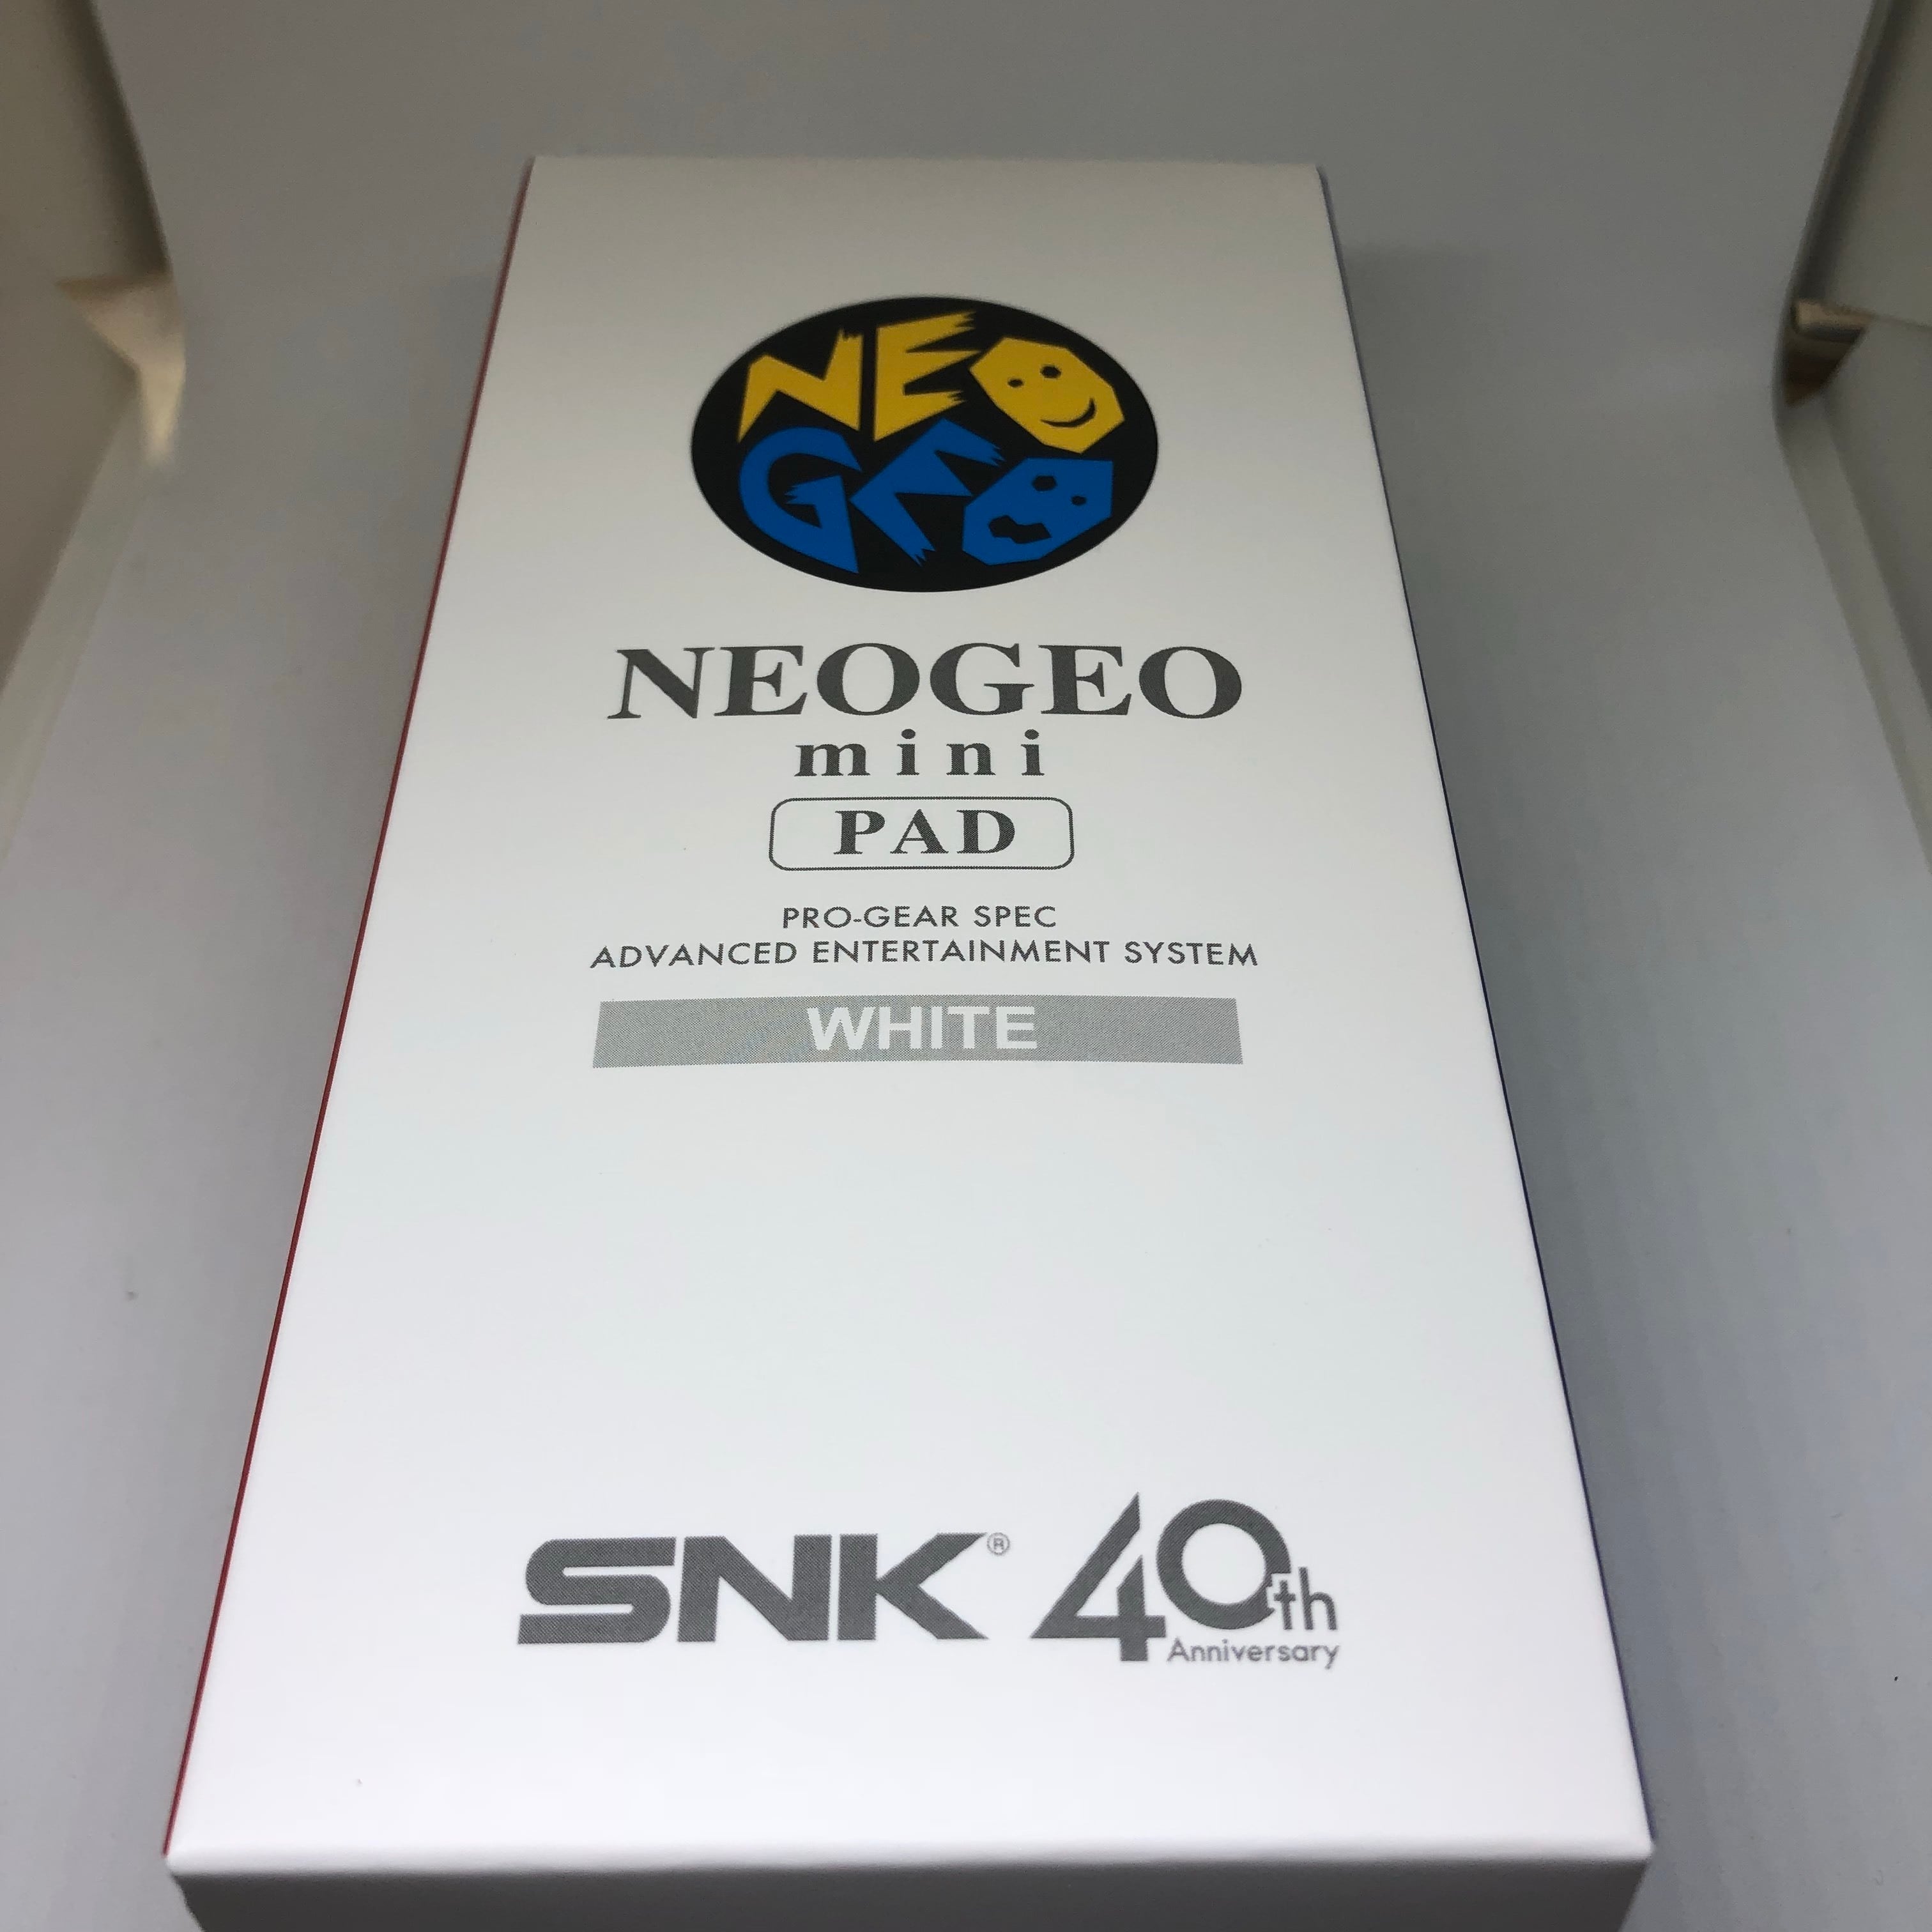 NEO
GEO
NEOGEO
mini
PAD
PRO-GEAR SPEC
ADVANCED ENTERTAINMENT SYSTEM
WHITE
SNK® 40th
Anniversary